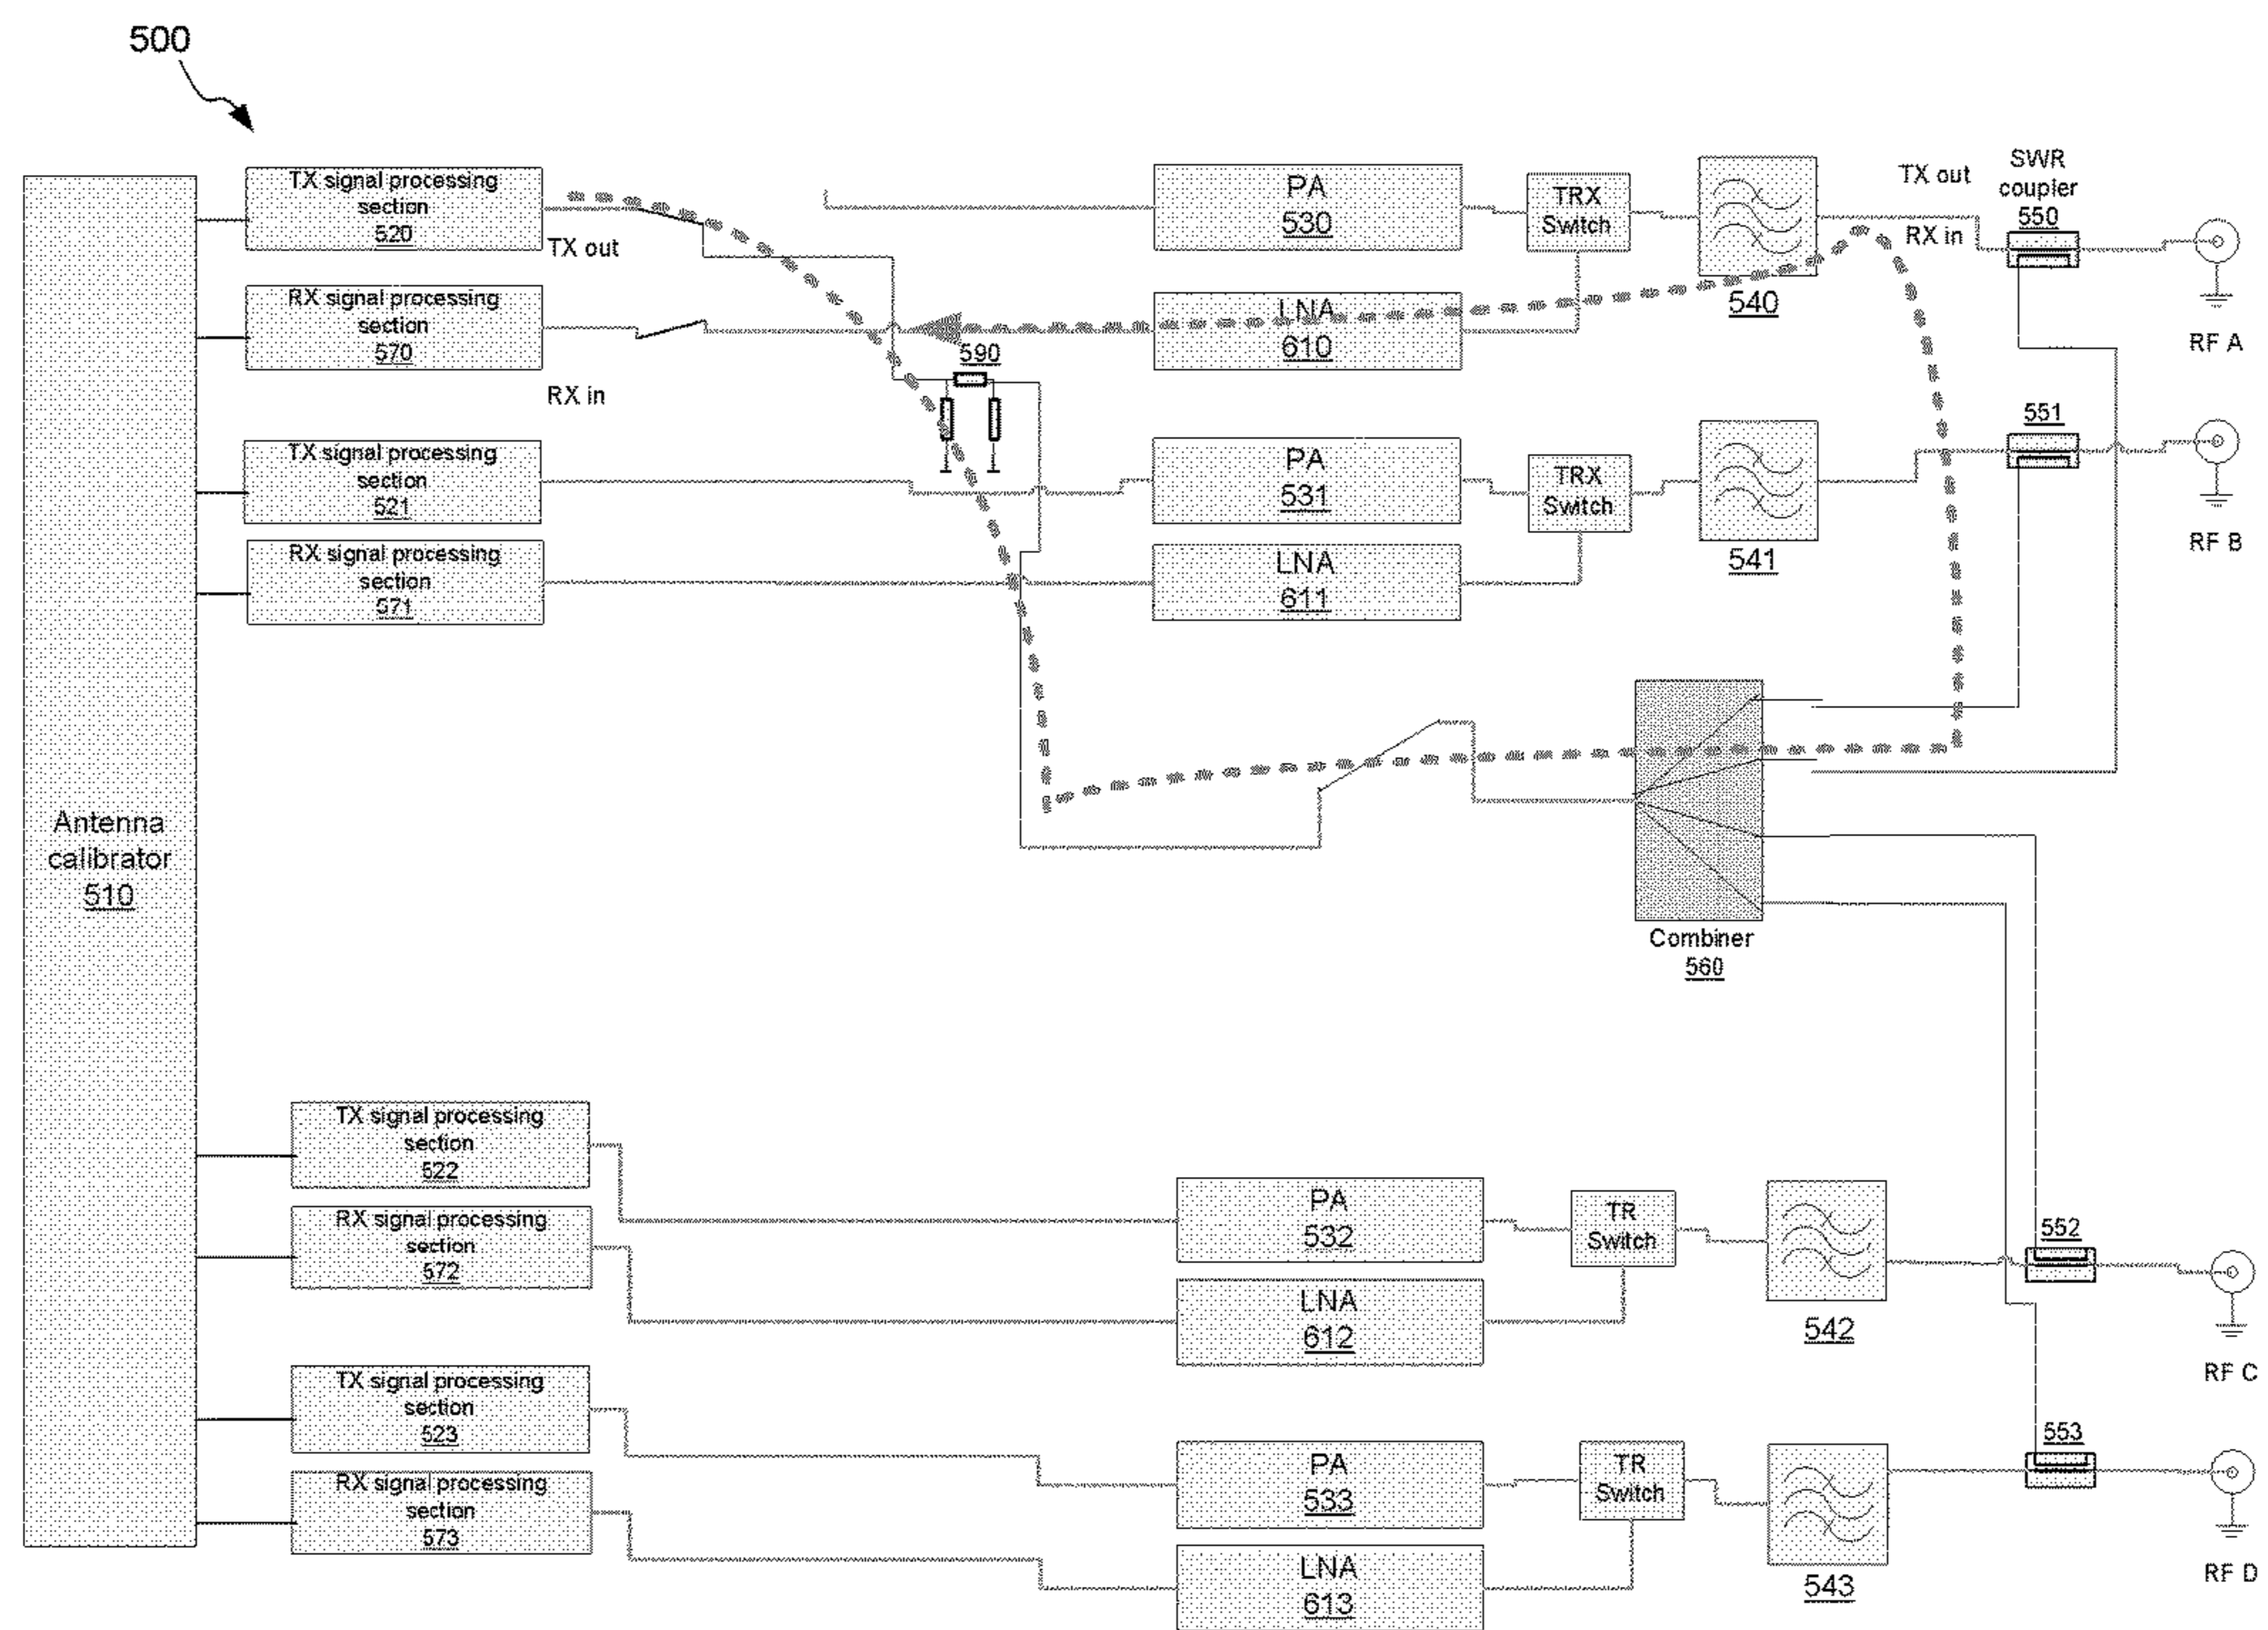 500
TX signal processing
section
520
TX out
RX signal processing
section
570
RX in
590
PA
530
LNA
610
TRX
Switch
540
TX out
RX in
SWR
coupler
550
RF A
TX signal processing
section
521
RX signal processing
section
571
PA
531
LNA
611
TRX
Switch
541
551
RF B
Antenna
calibrator
510
Combiner
560
TX signal processing
section
522
RX signal processing
section
572
PA
532
LNA
612
TR
Switch
542
552
RF C
TX signal processing
section
523
RX signal processing
section
573
PA
533
LNA
613
TR
Switch
543
553
RF D